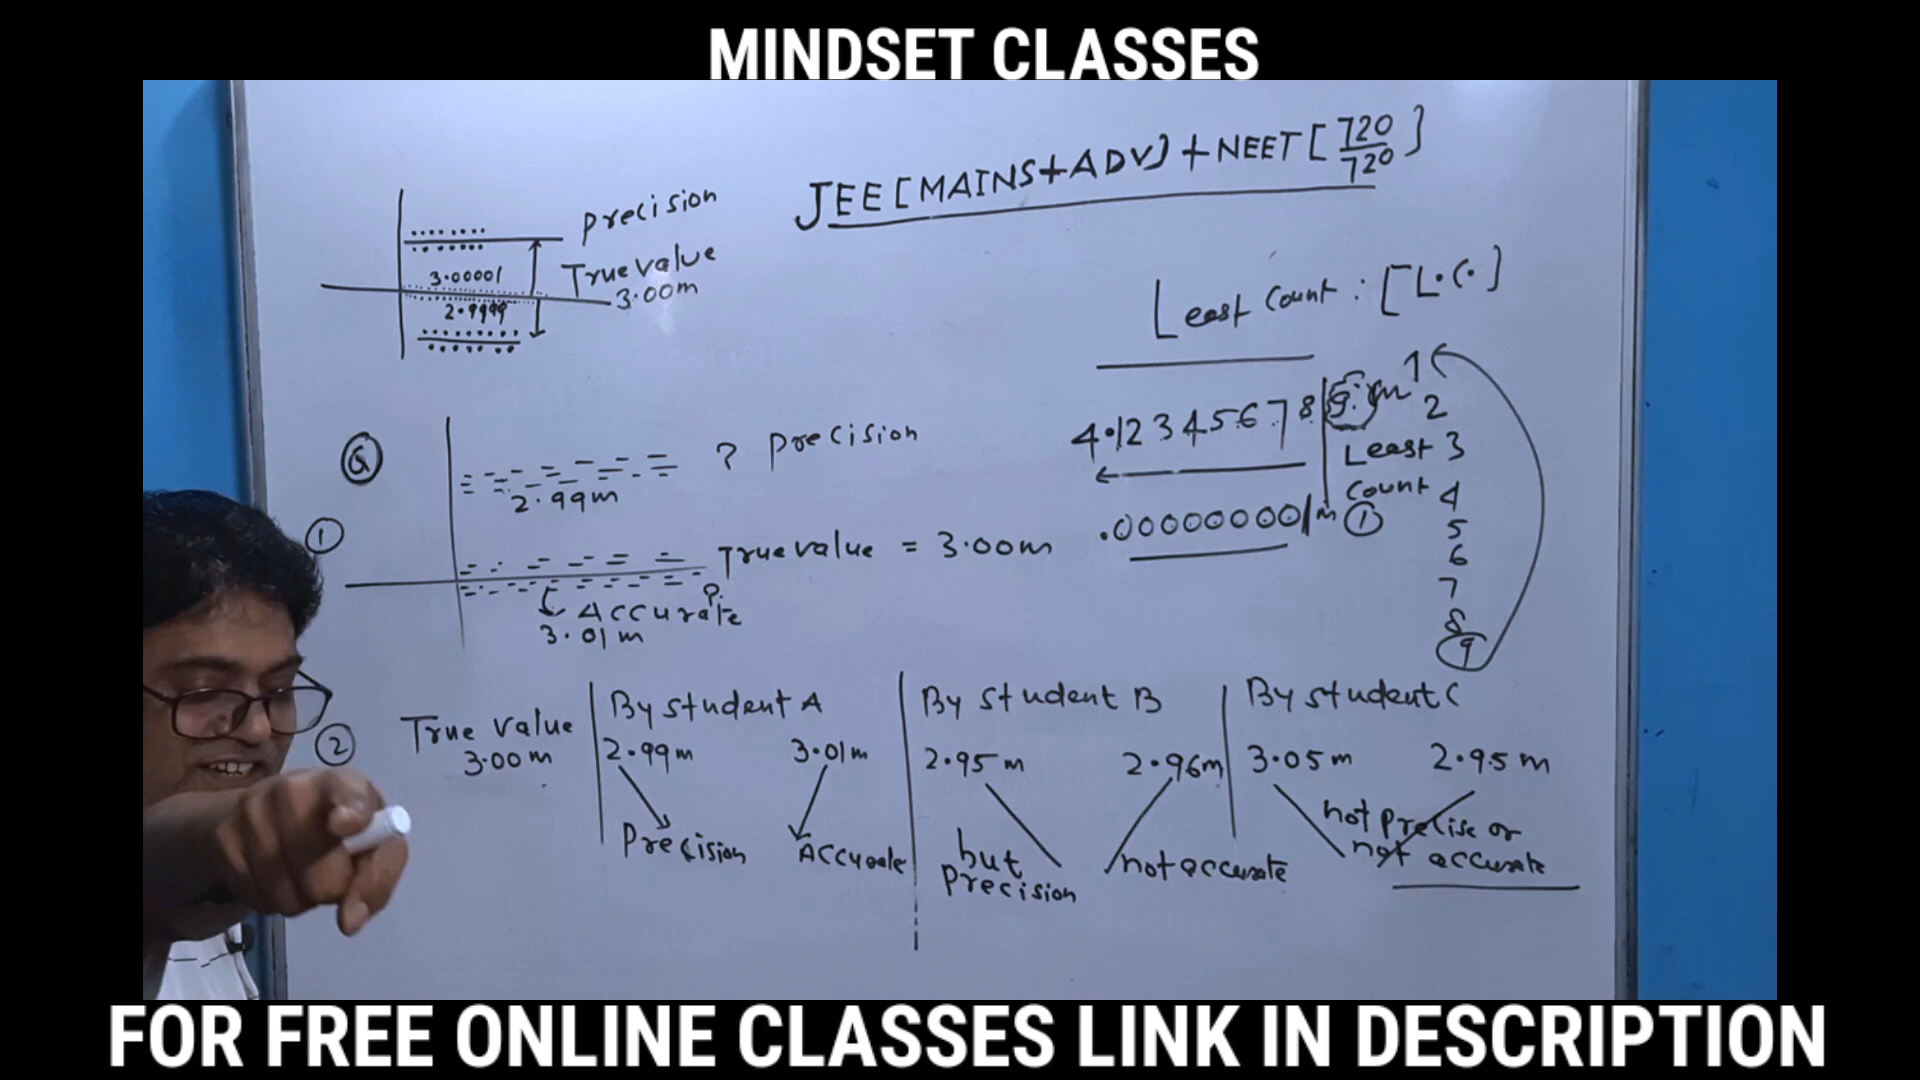 MINDSET CLASSES
JEE [MAINS+ADV] + NEET [720/720]
precision
True value
3.00m
3.00001
2.9999
Least Count : [L.C.]
4.123456789 m
Least
Count
1
.000000001 m
1
2
3
4
5
6
7
8
9
Q
? precision
2.99m
1
True value = 3.00m
Accurate
3.01 m
2
True value
3.00 m
By student A
2.99m 3.01m
Precision Accurate
By student B
2.95 m 2.96m
but
precision
not accurate
By student C
3.05 m 2.95 m
not precise or
not accurate
FOR FREE ONLINE CLASSES LINK IN DESCRIPTION